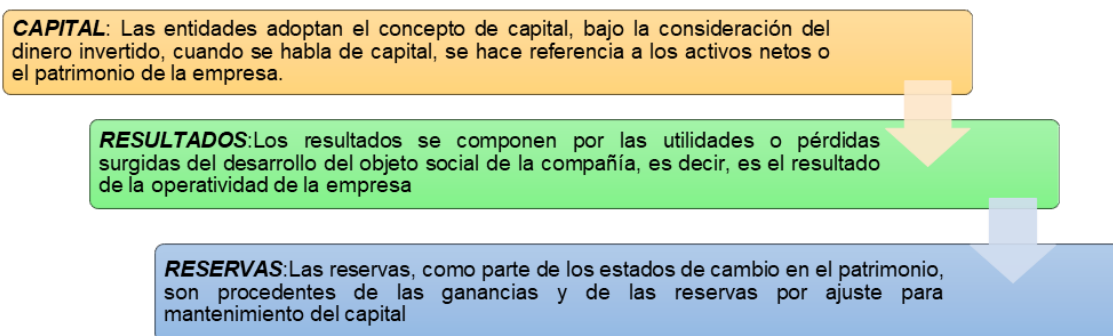 CAPITAL: Las entidades adoptan el concepto de capital, bajo la consideración del
dinero invertido, cuando se habla de capital, se hace referencia a los activos netos o
el patrimonio de la empresa.
RESULTADOS:Los resultados se componen por las utilidades o pérdidas
surgidas del desarrollo del objeto social de la compañía, es decir, es el resultado
de la operatividad de la empresa
RESERVAS:Las reservas, como parte de los estados de cambio en el patrimonio,
son procedentes de las ganancias y de las reservas por ajuste para
mantenimiento del capital